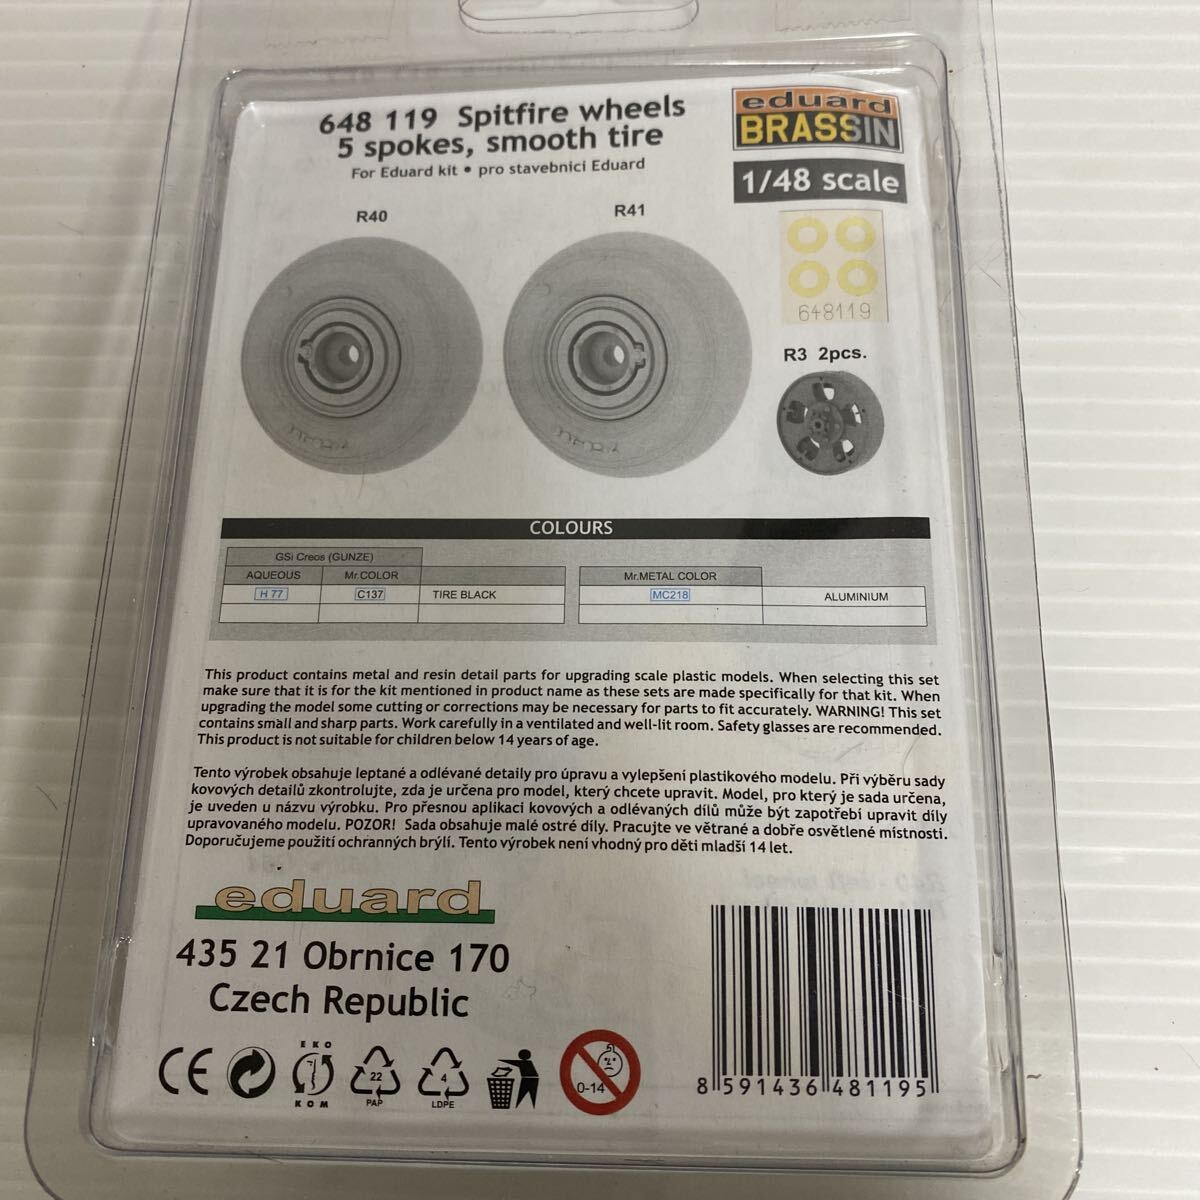 648 119 Spitfire wheels
5 spokes, smooth tire
For Eduard kit • pro stavebnici Eduard
eduard
BRASSIN
1/48 scale
R40
R41
648119
R3 2pcs.
COLOURS
GSi Creos (GUNZE)
AQUEOUS Mr.COLOR
H 77 C137 TIRE BLACK
Mr.METAL COLOR
MC218 ALUMINIUM
This product contains metal and resin detail parts for upgrading scale plastic models. When selecting this set
make sure that it is for the kit mentioned in product name as these sets are made specifically for that kit. When
upgrading the model some cutting or corrections may be necessary for parts to fit accurately. WARNING! This set
contains small and sharp parts. Work carefully in a ventilated and well-lit room. Safety glasses are recommended.
This product is not suitable for children below 14 years of age.
Tento výrobek obsahuje leptané a odlévané detaily pro úpravu a vylepšení plastikového modelu. Při výběru sady
kovových detailů zkontrolujte, zda je určena pro model, který chcete upravit. Model, pro který je sada určena,
je uveden u názvu výrobku. Pro přesnou aplikaci kovových a odlévaných dílů může být zapotřebí upravit díly
upravovaného modelu. POZOR! Sada obsahuje malé ostré díly. Pracujte ve větrané a dobře osvětlené místnosti.
Doporučujeme použití ochranných brýlí. Tento výrobek není vhodný pro děti mladší 14 let.
eduard
435 21 Obrnice 170
Czech Republic
CE
EKO
KOM
22
PAP
4
LDPE
0-14
8 591436 481195